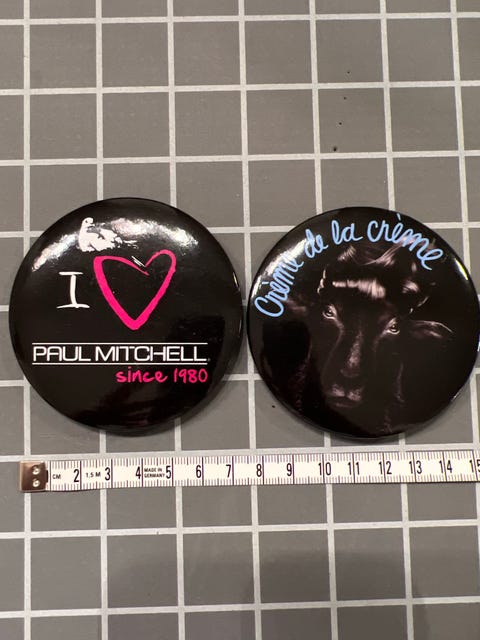 I
PAUL MITCHELL
since 1980
Crème de la crème
CM 2 1.5 M 3 4 MADE IN GERMANY 5 6 7 8 9 10 11 12 13 14 15